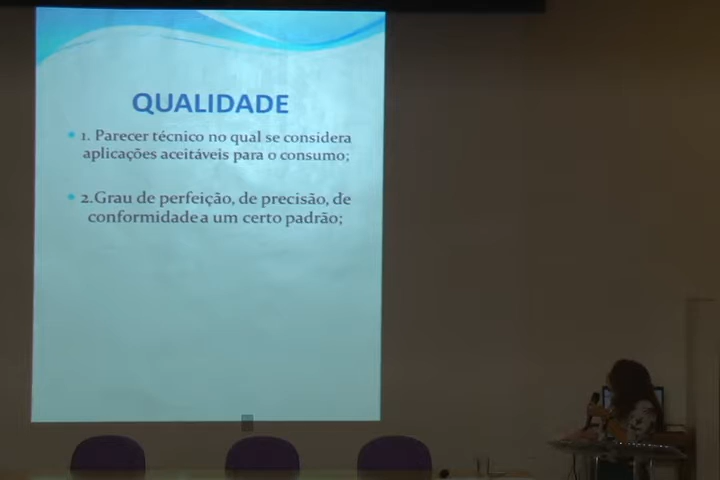 QUALIDADE
1. Parecer técnico no qual se considera
aplicações aceitáveis para o consumo;
2.Grau de perfeição, de precisão, de
conformidade a um certo padrão;